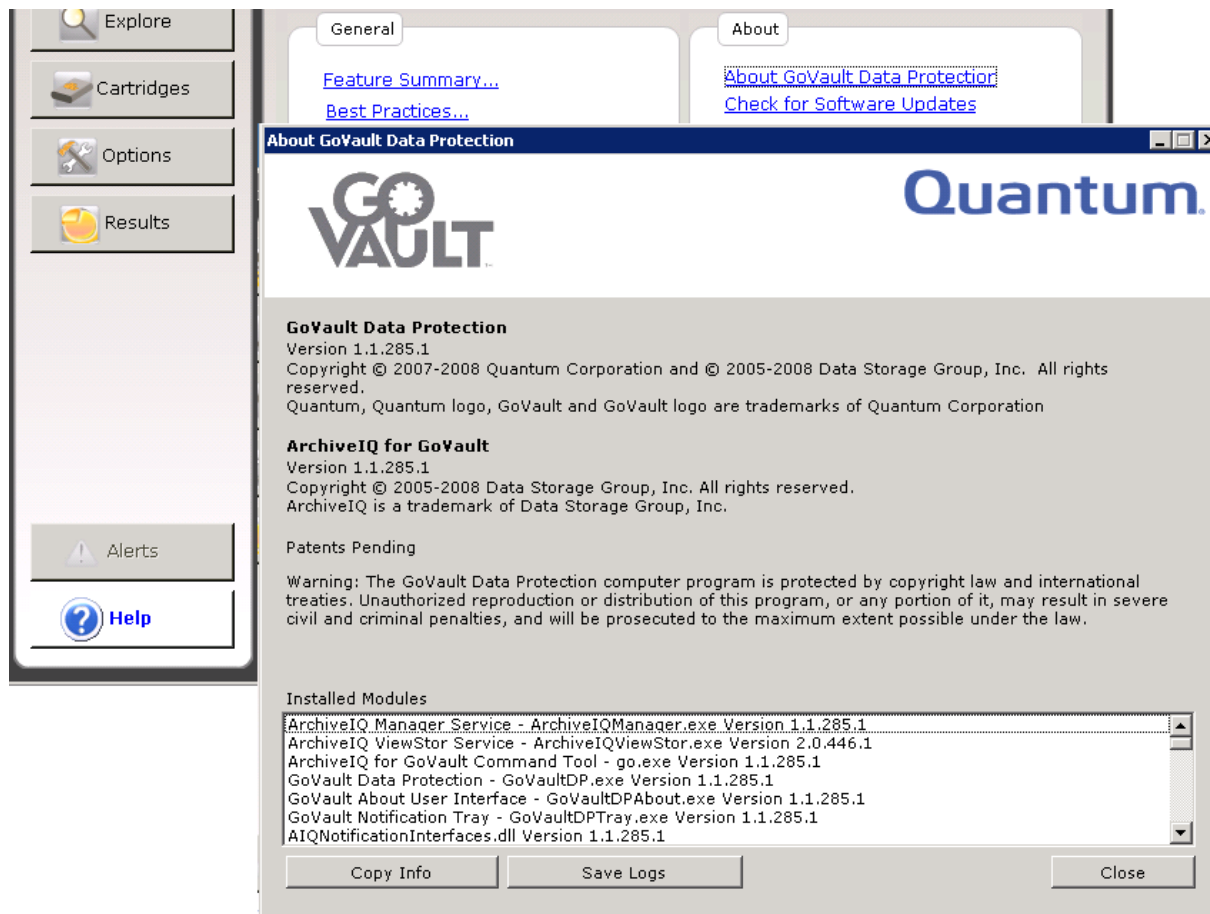 Explore
Cartridges
Options
Results
Alerts
Help
General
Feature Summary...
Best Practices...
About
About GoVault Data Protection
Check for Software Updates
About GoVault Data Protection
GO VAULT
Quantum.
GoVault Data Protection
Version 1.1.285.1
Copyright © 2007-2008 Quantum Corporation and © 2005-2008 Data Storage Group, Inc. All rights
reserved.
Quantum, Quantum logo, GoVault and GoVault logo are trademarks of Quantum Corporation
ArchiveIQ for GoVault
Version 1.1.285.1
Copyright © 2005-2008 Data Storage Group, Inc. All rights reserved.
ArchiveIQ is a trademark of Data Storage Group, Inc.
Patents Pending
Warning: The GoVault Data Protection computer program is protected by copyright law and international
treaties. Unauthorized reproduction or distribution of this program, or any portion of it, may result in severe
civil and criminal penalties, and will be prosecuted to the maximum extent possible under the law.
Installed Modules
ArchiveIQ Manager Service - ArchiveIQManager.exe Version 1.1.285.1
ArchiveIQ ViewStor Service - ArchiveIQViewStor.exe Version 2.0.446.1
ArchiveIQ for GoVault Command Tool - go.exe Version 1.1.285.1
GoVault Data Protection - GoVaultDP.exe Version 1.1.285.1
GoVault About User Interface - GoVaultDPAbout.exe Version 1.1.285.1
GoVault Notification Tray - GoVaultDPTray.exe Version 1.1.285.1
AIQNotificationInterfaces.dll Version 1.1.285.1
Copy Info
Save Logs
Close